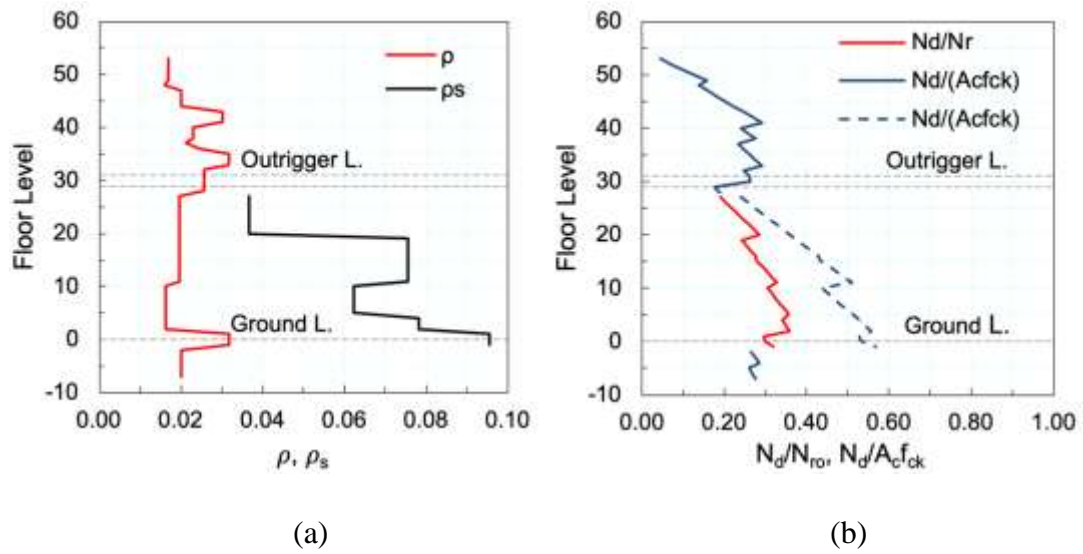 60
50
40
30
20
10
0
-10
Floor Level
ρ
ρs
Outrigger L.
Ground L.
0.00 0.02 0.04 0.06 0.08 0.10
ρ, ρs
(a)
60
50
40
30
20
10
0
-10
Floor Level
Nd/Nr
Nd/(Acfck)
Nd/(Acfck)
Outrigger L.
Ground L.
0.00 0.20 0.40 0.60 0.80 1.00
Nd/Nro, Nd/Acfck
(b)